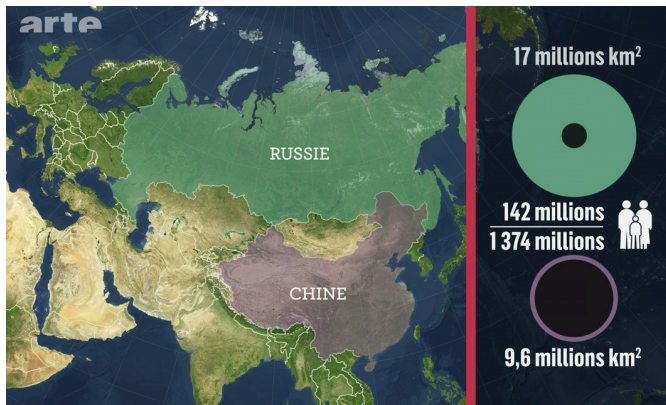 arte
RUSSIE
CHINE
17 millions km²
142 millions
1 374 millions
9,6 millions km²